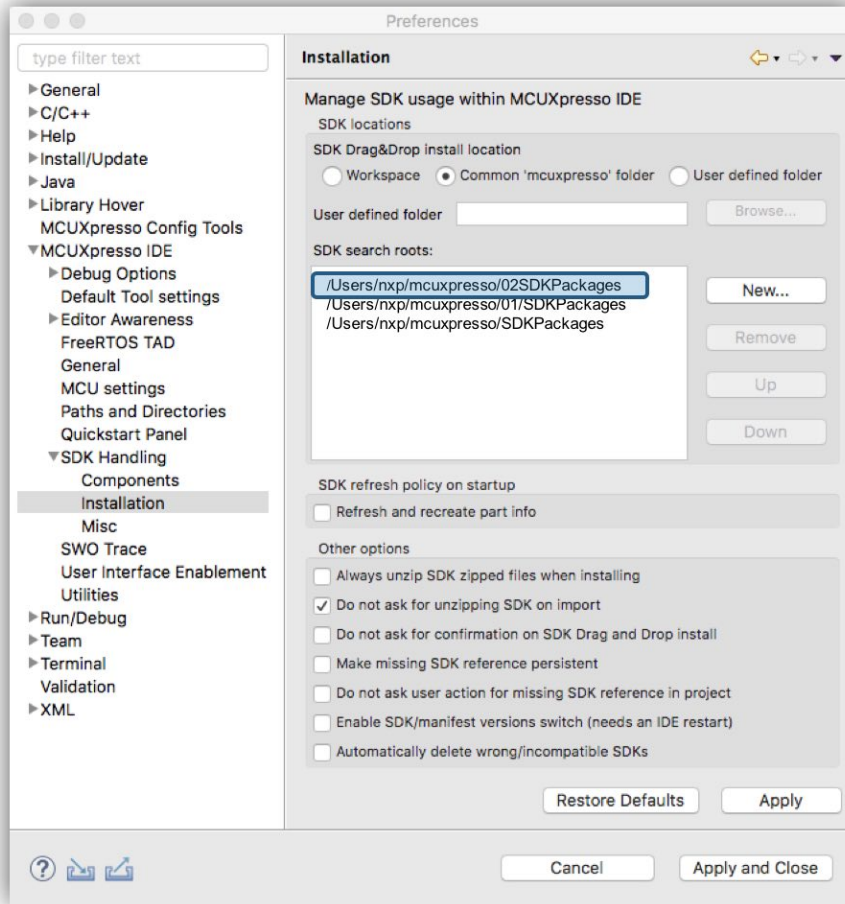 Preferences
type filter text
General
C/C++
Help
Install/Update
Java
Library Hover
MCUXpresso Config Tools
MCUXpresso IDE
Debug Options
Default Tool settings
Editor Awareness
FreeRTOS TAD
General
MCU settings
Paths and Directories
Quickstart Panel
SDK Handling
Components
Installation
Misc
SWO Trace
User Interface Enablement
Utilities
Run/Debug
Team
Terminal
Validation
XML
Installation
Manage SDK usage within MCUXpresso IDE
SDK locations
SDK Drag&Drop install location
Workspace Common 'mcuxpresso' folder User defined folder
User defined folder Browse...
SDK search roots:
/Users/nxp/mcuxpresso/02SDKPackages
/Users/nxp/mcuxpresso/01/SDKPackages
/Users/nxp/mcuxpresso/SDKPackages
New...
Remove
Up
Down
SDK refresh policy on startup
Refresh and recreate part info
Other options
Always unzip SDK zipped files when installing
Do not ask for unzipping SDK on import
Do not ask for confirmation on SDK Drag and Drop install
Make missing SDK reference persistent
Do not ask user action for missing SDK reference in project
Enable SDK/manifest versions switch (needs an IDE restart)
Automatically delete wrong/incompatible SDKs
Restore Defaults Apply
? Cancel Apply and Close